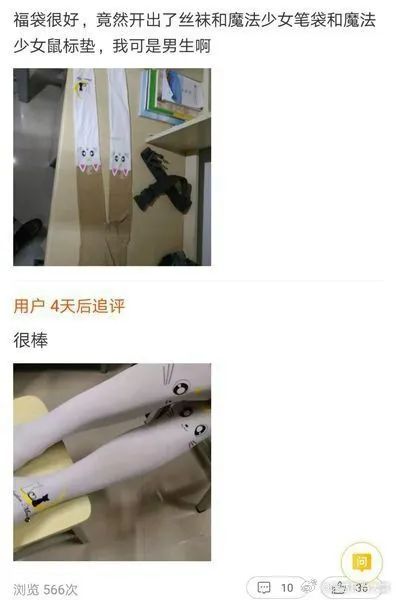 福袋很好，竟然开出了丝袜和魔法少女笔袋和魔法
少女鼠标垫，我可是男生啊
用户 4天后追评
很棒
浏览 566次
问
10
36